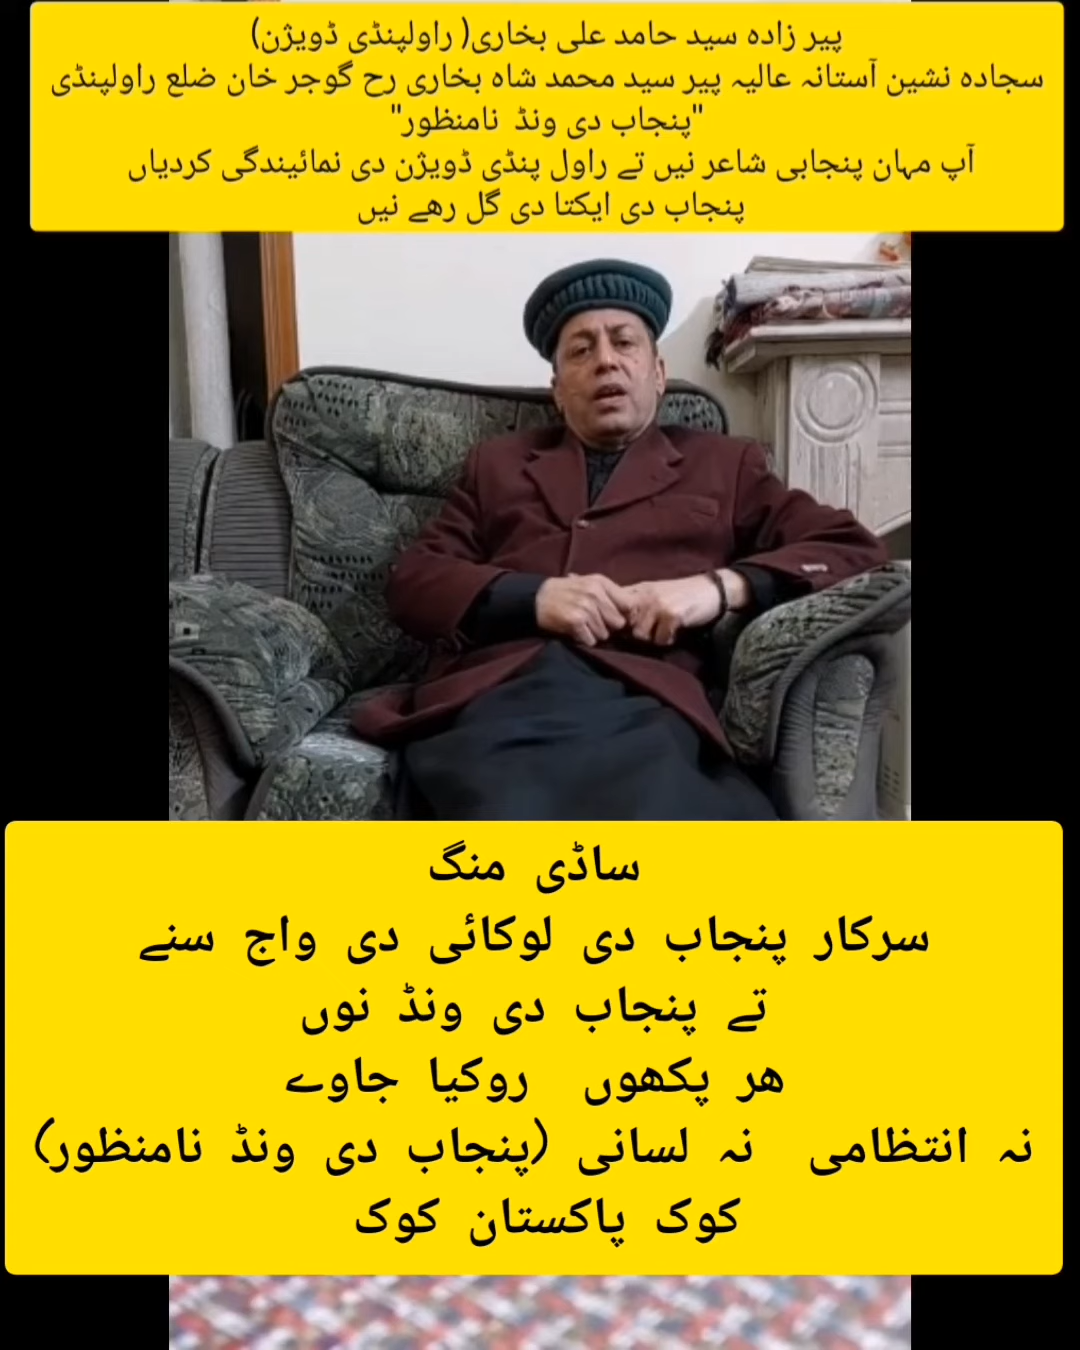 پیر زادہ سید حامد علی بخاری( راولپنڈی ڈویژن)
سجادہ نشین آستانہ عالیہ پیر سید محمد شاہ بخاری رح گوجر خان ضلع راولپنڈی
"پنجاب دی ونڈ نامنظور"
آپ مہان پنجابی شاعر نیں تے راول پنڈی ڈویژن دی نمائیندگی کردیاں
پنجاب دی ایکتا دی گل رھے نیں
ساڈی منگ
سرکار پنجاب دی لوکائی دی واج سنے
تے پنجاب دی ونڈ نوں
ھر پکھوں روکیا جاوے
نہ انتظامی نہ لسانی (پنجاب دی ونڈ نامنظور)
کوک پاکستان کوک